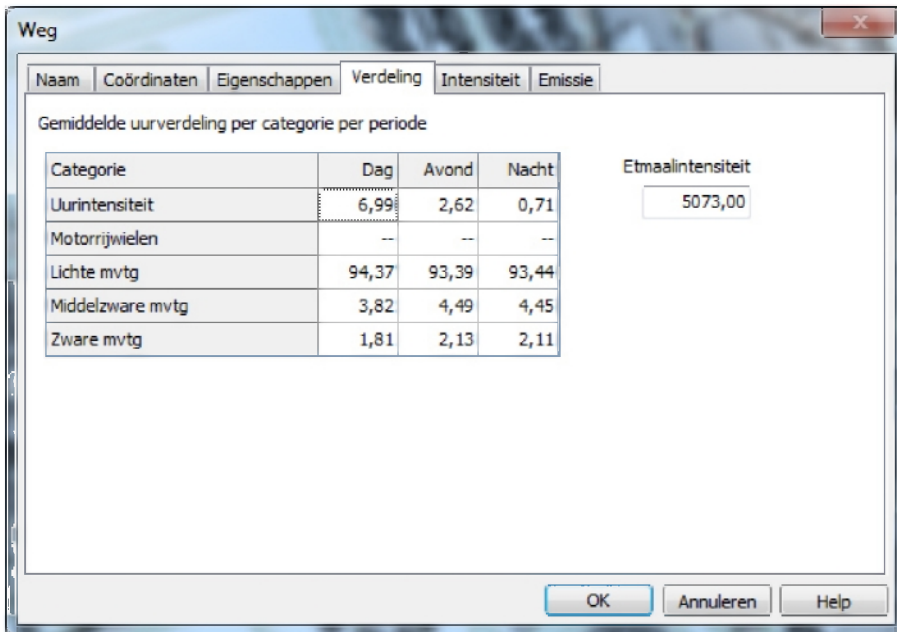 Weg
Naam Coördinaten Eigenschappen Verdeling Intensiteit Emissie
Gemiddelde uurverdeling per categorie per periode
Categorie Dag Avond Nacht Etmaalintensiteit
Uurintensiteit 6,99 2,62 0,71 5073,00
Motorrijwielen -- -- --
Lichte mvtg 94,37 93,39 93,44
Middelzware mvtg 3,82 4,49 4,45
Zware mvtg 1,81 2,13 2,11
OK Annuleren Help